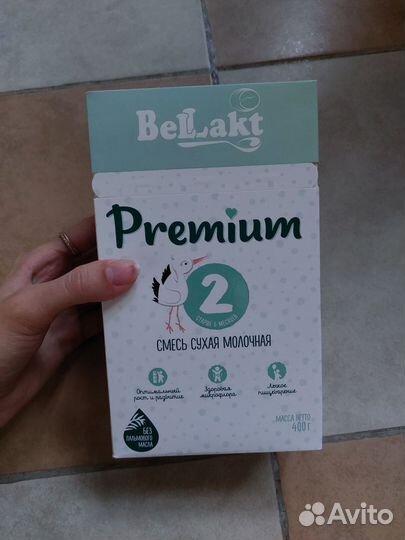 BeLLakt
Premium
2
СТАРШЕ 6 МЕСЯЦЕВ
СМЕСЬ СУХАЯ МОЛОЧНАЯ
Оптимальный
рост и развитие
Здоровая
микрофлора
Легкое
пищеварение
БЕЗ
ПАЛЬМОВОГО
МАСЛА
МАССА НЕТТО
400 г
Avito